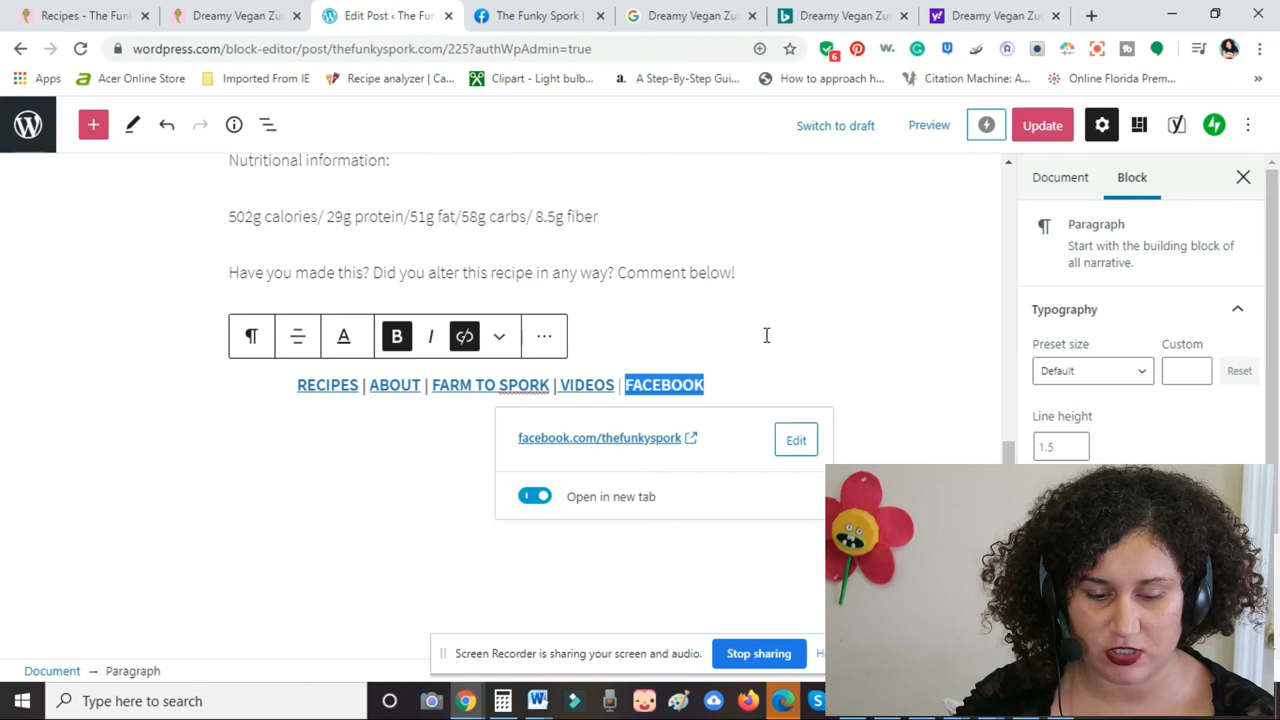 Recipes - The Funk
Dreamy Vegan Zuc
Edit Post ‹ The Fun
The Funky Spork |
Dreamy Vegan Zuc
Dreamy Vegan Zuc
Dreamy Vegan Zuc
wordpress.com/block-editor/post/thefunkyspork.com/225?authWpAdmin=true
6
Apps
Acer Online Store
Imported From IE
Recipe analyzer | Ca...
Clipart - Light bulb...
A Step-By-Step Gui...
How to approach h...
Citation Machine: A...
Online Florida Prem...
Switch to draft
Preview
Update
Nutritional information:
502g calories/ 29g protein/51g fat/58g carbs/ 8.5g fiber
Have you made this? Did you alter this recipe in any way? Comment below!
A
B
I
RECIPES | ABOUT | FARM TO SPORK | VIDEOS | FACEBOOK
facebook.com/thefunkyspork
Edit
Open in new tab
Document
Block
Paragraph
Start with the building block of
all narrative.
Typography
Preset size
Custom
Default
Reset
Line height
1.5
Screen Recorder is sharing your screen and audio.
Stop sharing
Document → Paragraph
Type here to search